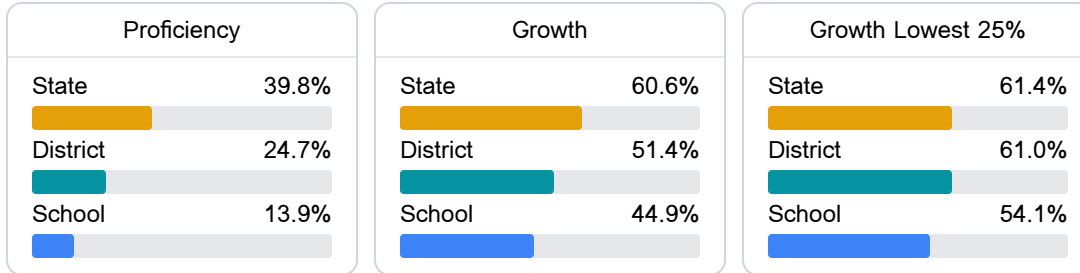 Proficiency
State 39.8%
District 24.7%
School 13.9%
Growth
State 60.6%
District 51.4%
School 44.9%
Growth Lowest 25%
State 61.4%
District 61.0%
School 54.1%